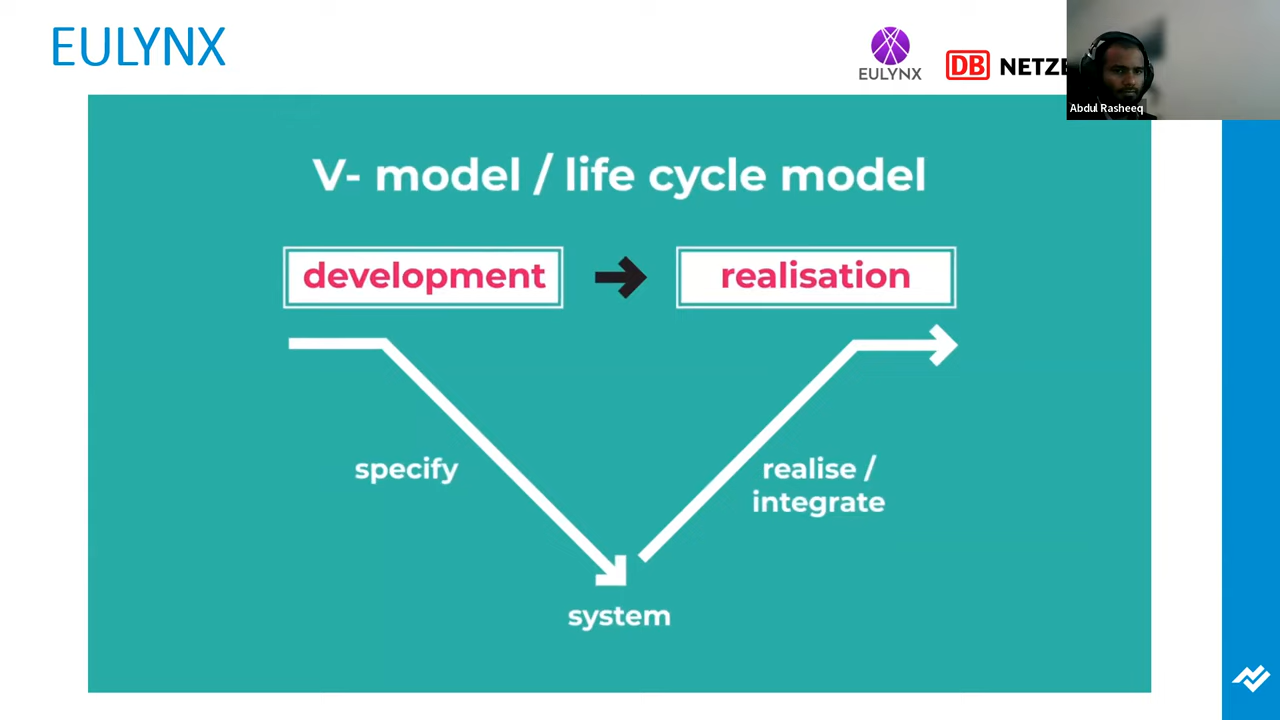 EULYNX
EULYNX
DB NETZE
Abdul Rasheeq
V- model / life cycle model
development
realisation
specify
realise /
integrate
system